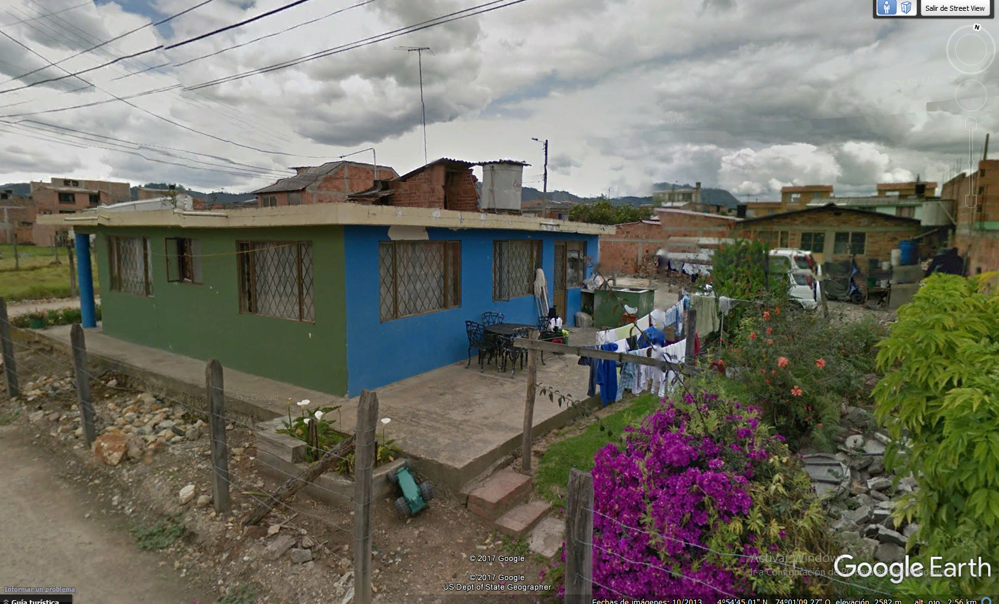 Salir de Street View
N
© 2017 Google
© 2017 Google
US Dept of State Geographer
Activar Windows
Google Earth
Informar un problema
Guía turística
Fechas de imágenes: 10/2013 4°54'45.01" N 74°01'09.27" O elevación 2582 m alt. ojo 2.56 km